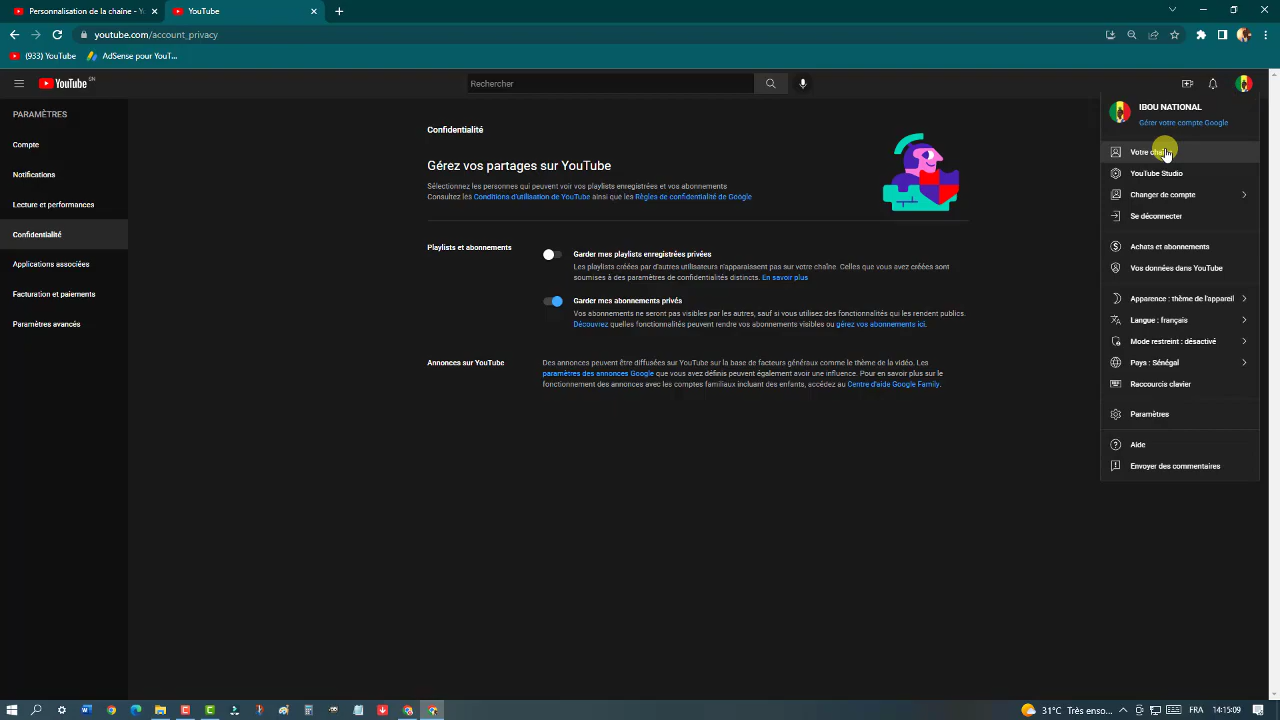 Personnalisation de la chaîne - Yo
YouTube
youtube.com/account_privacy
(933) YouTube
AdSense pour YouT...
YouTube SN
Rechercher
PARAMÈTRES
Compte
Notifications
Lecture et performances
Confidentialité
Applications associées
Facturation et paiements
Paramètres avancés
Confidentialité
Gérez vos partages sur YouTube
Sélectionnez les personnes qui peuvent voir vos playlists enregistrées et vos abonnements
Consultez les Conditions d'utilisation de YouTube ainsi que les Règles de confidentialité de Google
Playlists et abonnements
Garder mes playlists enregistrées privées
Les playlists créées par d'autres utilisateurs n'apparaissent pas sur votre chaîne. Celles que vous avez créées sont
soumises à des paramètres de confidentialités distincts. En savoir plus
Garder mes abonnements privés
Vos abonnements ne seront pas visibles par les autres, sauf si vous utilisez des fonctionnalités qui les rendent publics.
Découvrez quelles fonctionnalités peuvent rendre vos abonnements visibles ou gérez vos abonnements ici.
Annonces sur YouTube
Des annonces peuvent être diffusées sur YouTube sur la base de facteurs généraux comme le thème de la vidéo. Les
paramètres des annonces Google que vous avez définis peuvent également avoir une influence. Pour en savoir plus sur le
fonctionnement des annonces avec les comptes familiaux incluant des enfants, accédez au Centre d'aide Google Family.
IBOU NATIONAL
Gérer votre compte Google
Votre
YouTube Studio
Changer de compte
Se déconnecter
Achats et abonnements
Vos données dans YouTube
Apparence : thème de l'appareil
Langue : français
Mode restreint : désactivé
Pays : Sénégal
Raccourcis clavier
Paramètres
Aide
Envoyer des commentaires
31°C Très enso...
FRA
14:15:09